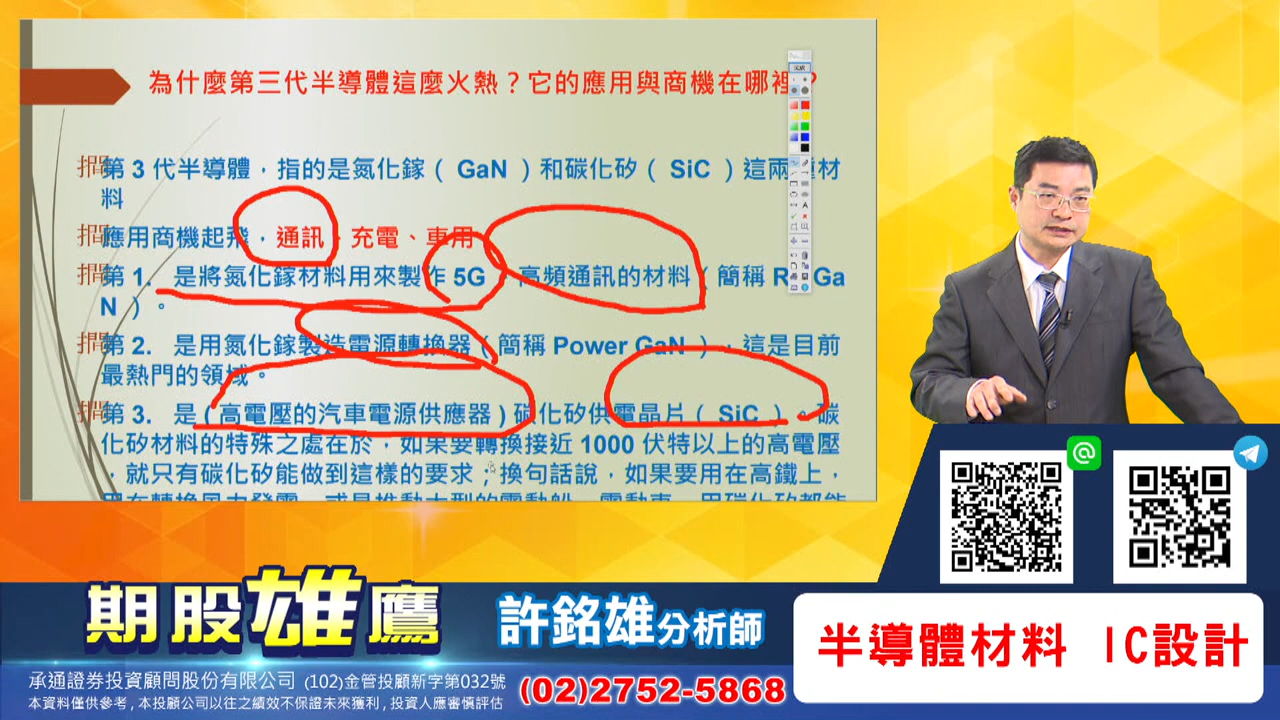 為什麼第三代半導體這麼火熱？它的應用與商機在哪裡？
第 3 代半導體，指的是氮化鎵（ GaN ）和碳化矽（ SiC ）這兩種材
料
應用商機起飛，通訊、充電、車用
第 1. 是將氮化鎵材料用來製作 5G 、高頻通訊的材料（簡稱 RF Ga
N ）。
第 2. 是用氮化鎵製造電源轉換器（簡稱 Power GaN ），這是目前
最熱門的領域。
第 3. 是 ( 高電壓的汽車電源供應器 ) 碳化矽供電晶片（ SiC ）。碳
化矽材料的特殊之處在於，如果要轉換接近 1000 伏特以上的高電壓
，就只有碳化矽能做到這樣的要求；換句話說，如果要用在高鐵上，
完成
期股雄鷹
許銘雄分析師
半導體材料 IC設計
承通證券投資顧問股份有限公司 (102)金管投顧新字第032號
(02)2752-5868
本資料僅供參考，本投顧公司以往之績效不保證未來獲利，投資人應審慎評估